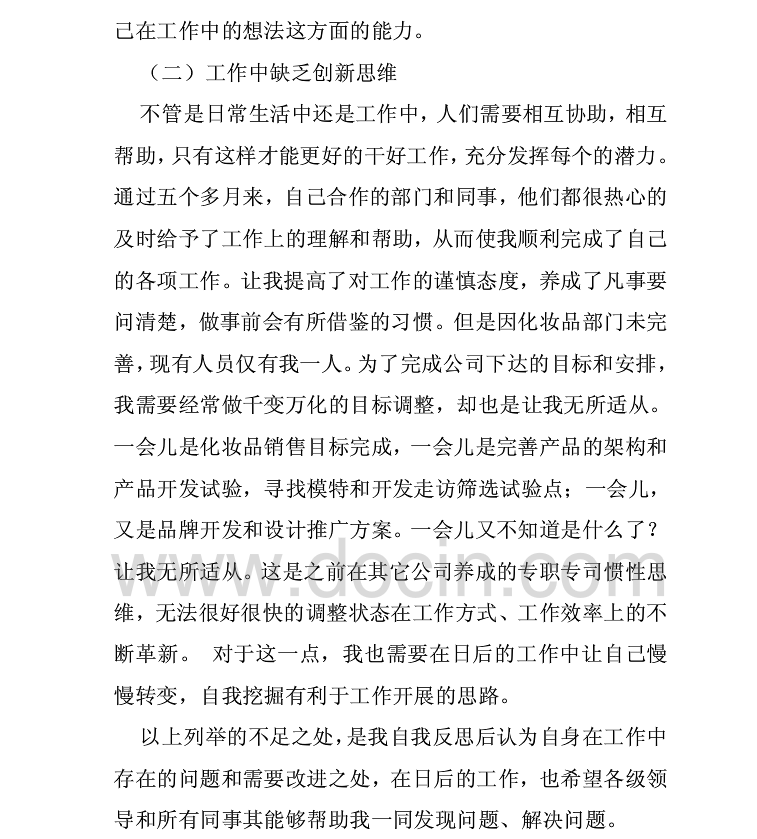 己在工作中的想法这方面的能力。
（二）工作中缺乏创新思维
不管是日常生活中还是工作中，人们需要相互协助，相互
帮助，只有这样才能更好的干好工作，充分发挥每个的潜力。
通过五个多月来，自己合作的部门和同事，他们都很热心的
及时给予了工作上的理解和帮助，从而使我顺利完成了自己
的各项工作。让我提高了对工作的谨慎态度，养成了凡事要
问清楚，做事前会有所借鉴的习惯。但是因化妆品部门未完
善，现有人员仅有我一人。为了完成公司下达的目标和安排，
我需要经常做千变万化的目标调整，却也是让我无所适从。
一会儿是化妆品销售目标完成，一会儿是完善产品的架构和
产品开发试验，寻找模特和开发走访筛选试验点；一会儿，
又是品牌开发和设计推广方案。一会儿又不知道是什么了？
www.docin.com
让我无所适从。这是之前在其它公司养成的专职专司惯性思
维，无法很好很快的调整状态在工作方式、工作效率上的不
断革新。 对于这一点，我也需要在日后的工作中让自己慢
慢转变，自我挖掘有利于工作开展的思路。
以上列举的不足之处，是我自我反思后认为自身在工作中
存在的问题和需要改进之处，在日后的工作，也希望各级领
导和所有同事其能够帮助我一同发现问题、解决问题。